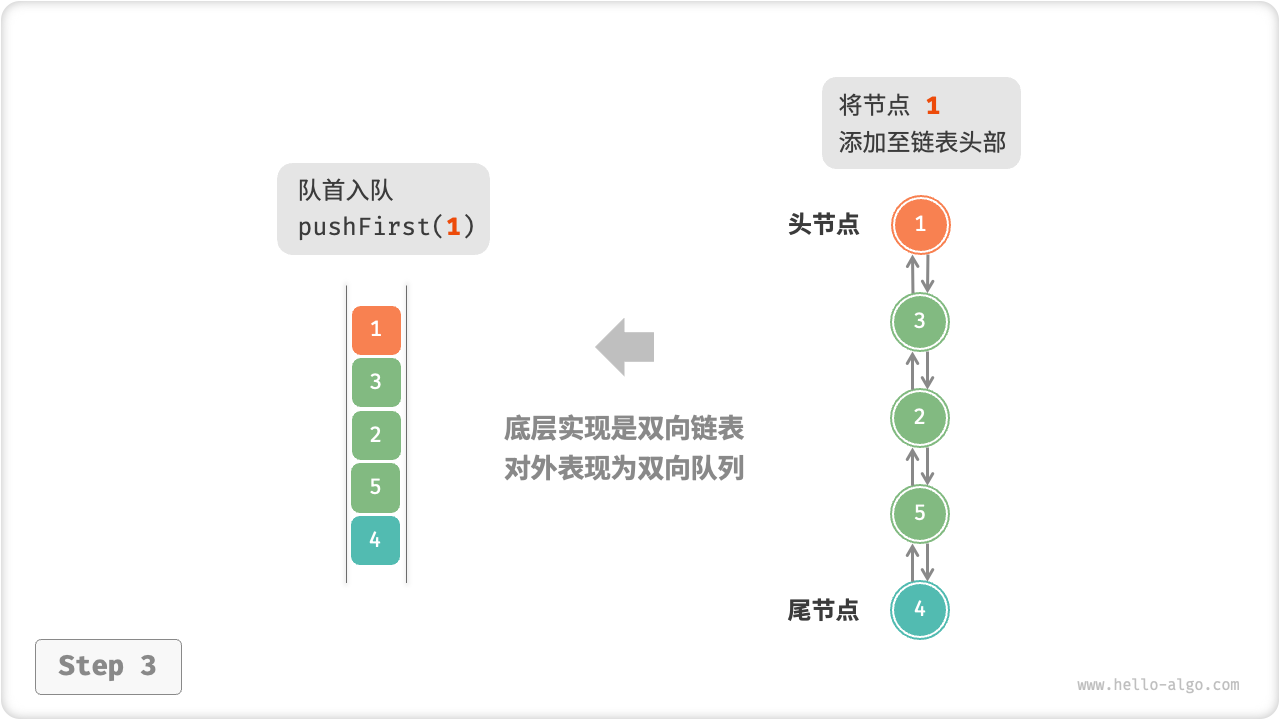 队首入队
pushFirst(1)
1
3
2
5
4
底层实现是双向链表
对外表现为双向队列
将节点 1
添加至链表头部
头节点
1
3
2
5
尾节点
4
Step 3
www.hello-algo.com